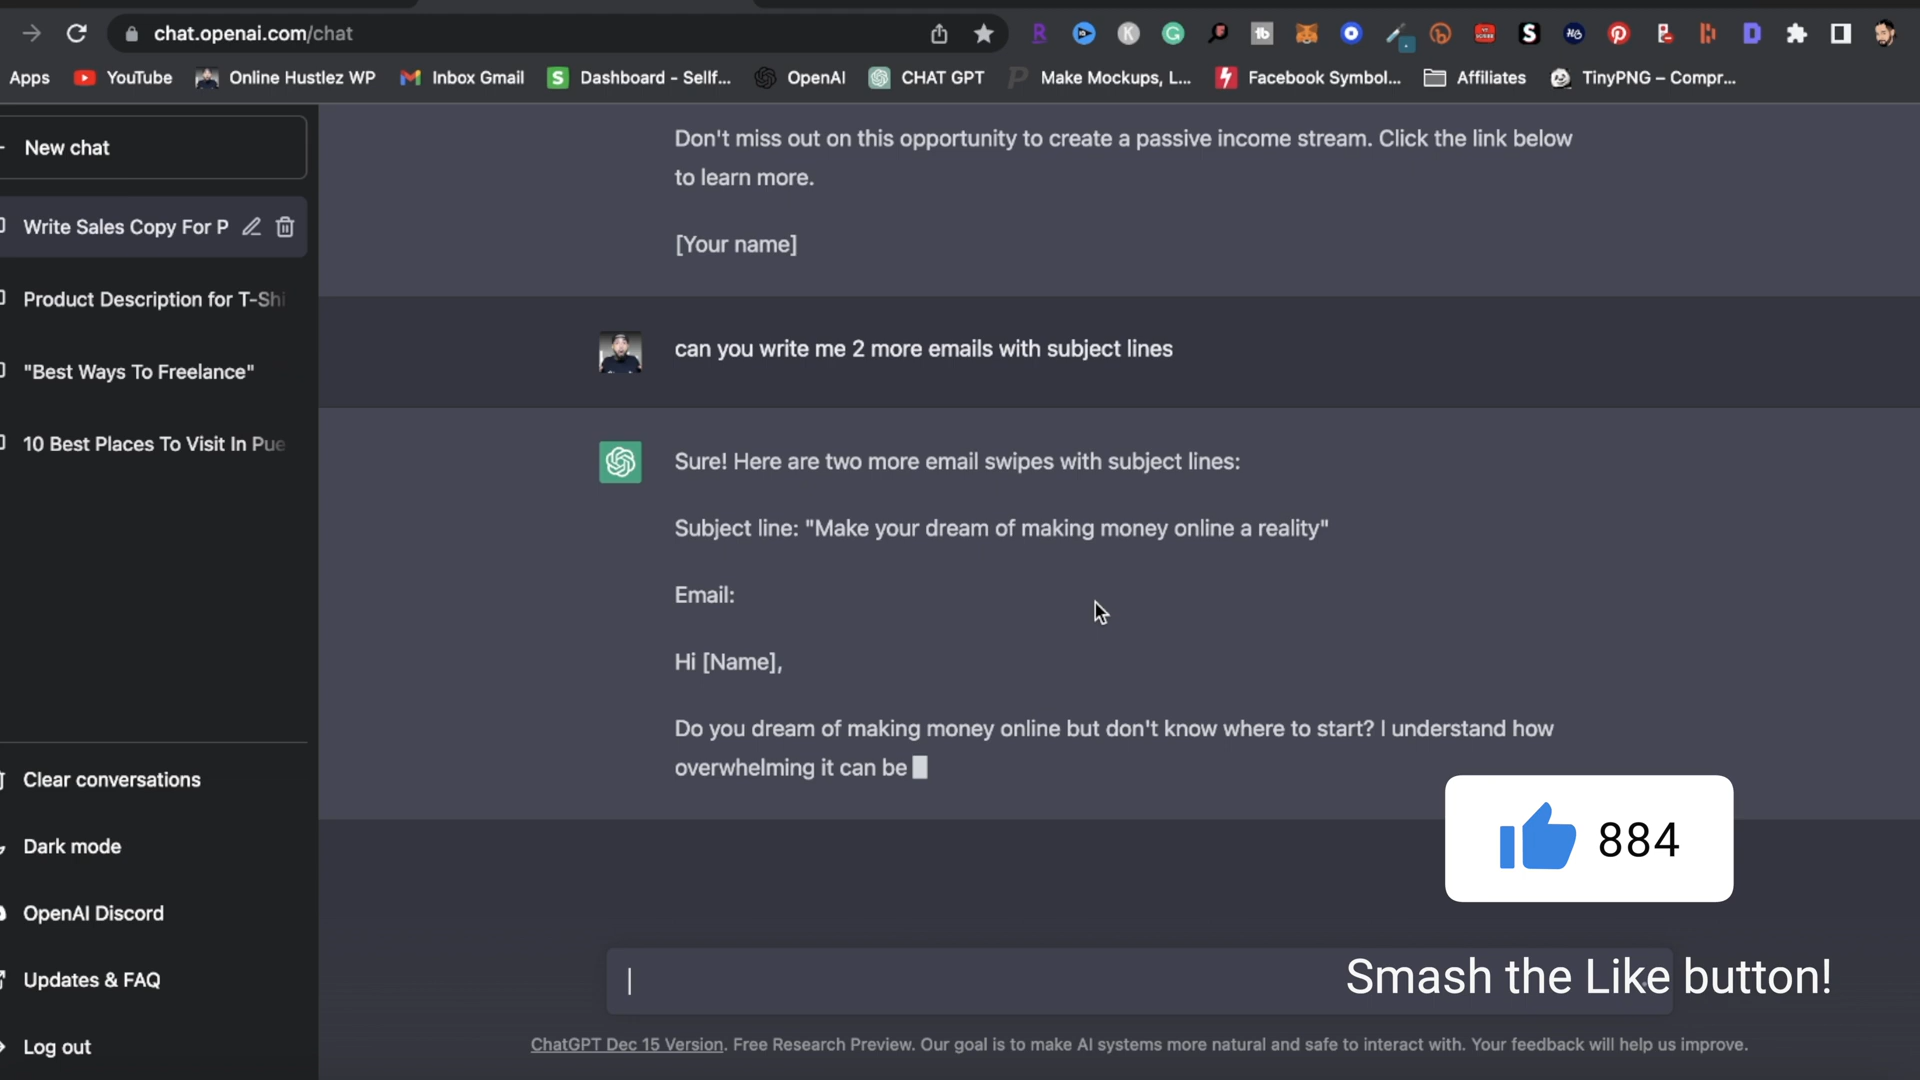 chat.openai.com/chat
Apps YouTube Online Hustlez WP Inbox Gmail Dashboard - Sellf... OpenAI CHAT GPT Make Mockups, L... Facebook Symbol... Affiliates TinyPNG – Compr...
New chat
Write Sales Copy For P
Product Description for T-Shi
"Best Ways To Freelance"
10 Best Places To Visit In Pue
Clear conversations
Dark mode
OpenAI Discord
Updates & FAQ
Log out
Don't miss out on this opportunity to create a passive income stream. Click the link below
to learn more.
[Your name]
can you write me 2 more emails with subject lines
Sure! Here are two more email swipes with subject lines:
Subject line: "Make your dream of making money online a reality"
Email:
Hi [Name],
Do you dream of making money online but don't know where to start? I understand how
overwhelming it can be
884
Smash the Like button!
ChatGPT Dec 15 Version. Free Research Preview. Our goal is to make AI systems more natural and safe to interact with. Your feedback will help us improve.